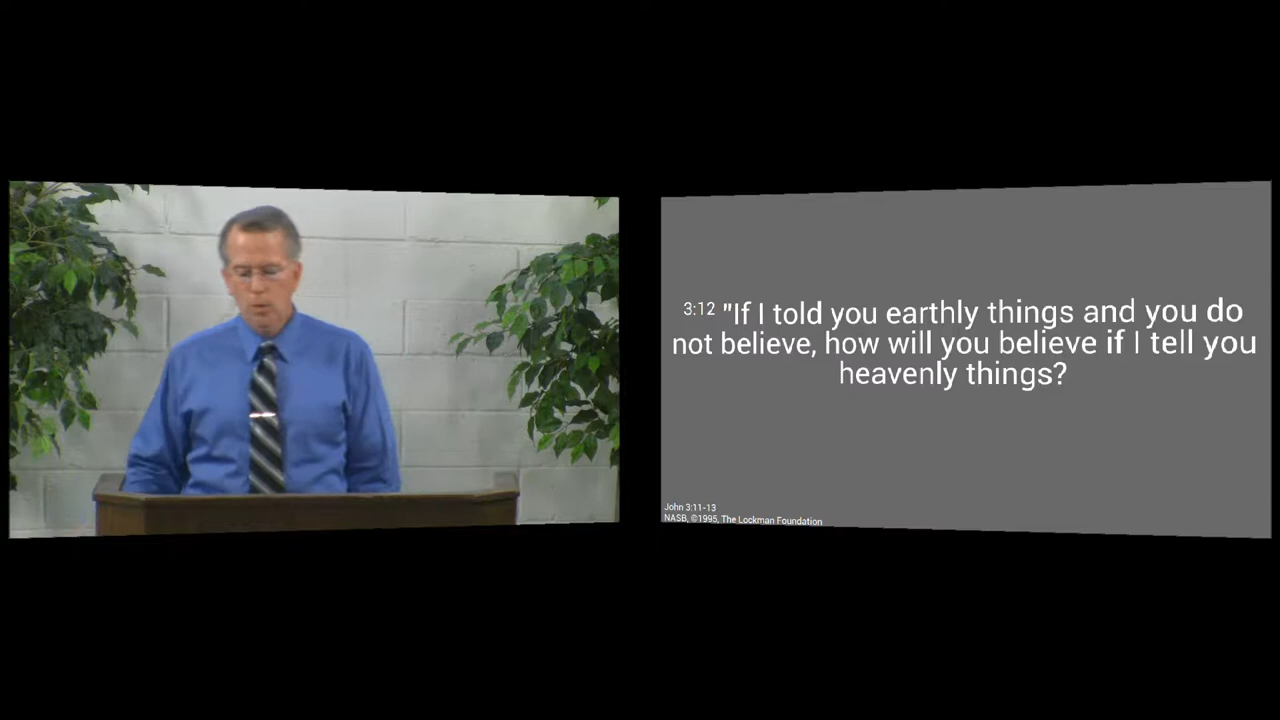 3:12 "If I told you earthly things and you do
not believe, how will you believe if I tell you
heavenly things?
John 3:11-13
NASB, ©1995, The Lockman Foundation